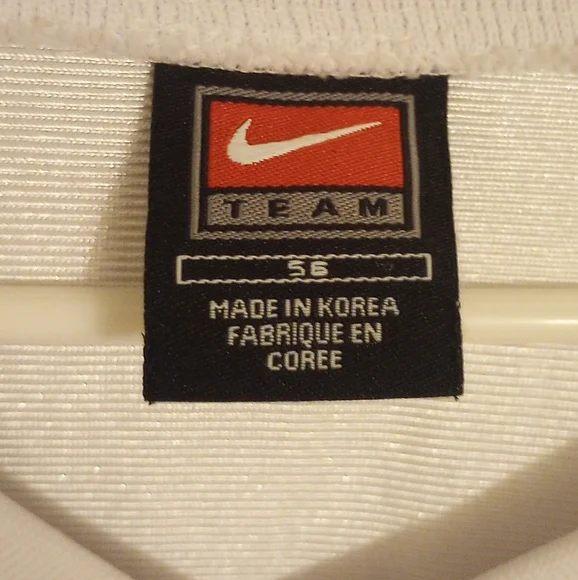 TEAM
56
MADE IN KOREA
FABRIQUE EN
COREE